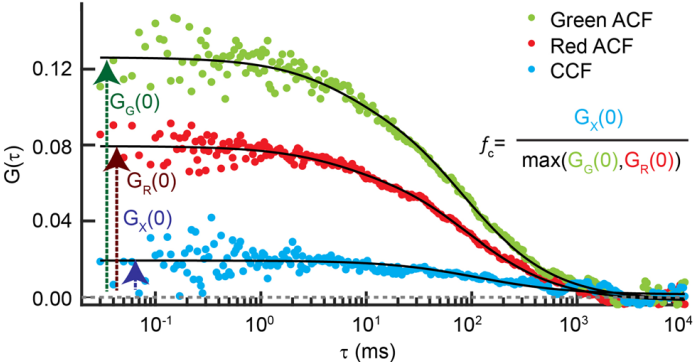 Green ACF
Red ACF
CCF
G(τ)
0.12
0.08
0.04
0.00
G_G(0)
G_R(0)
G_X(0)
f_c= G_X(0)
max(G_G(0),G_R(0))
10^-1 10^0 10^1 10^2 10^3 10^4
τ (ms)